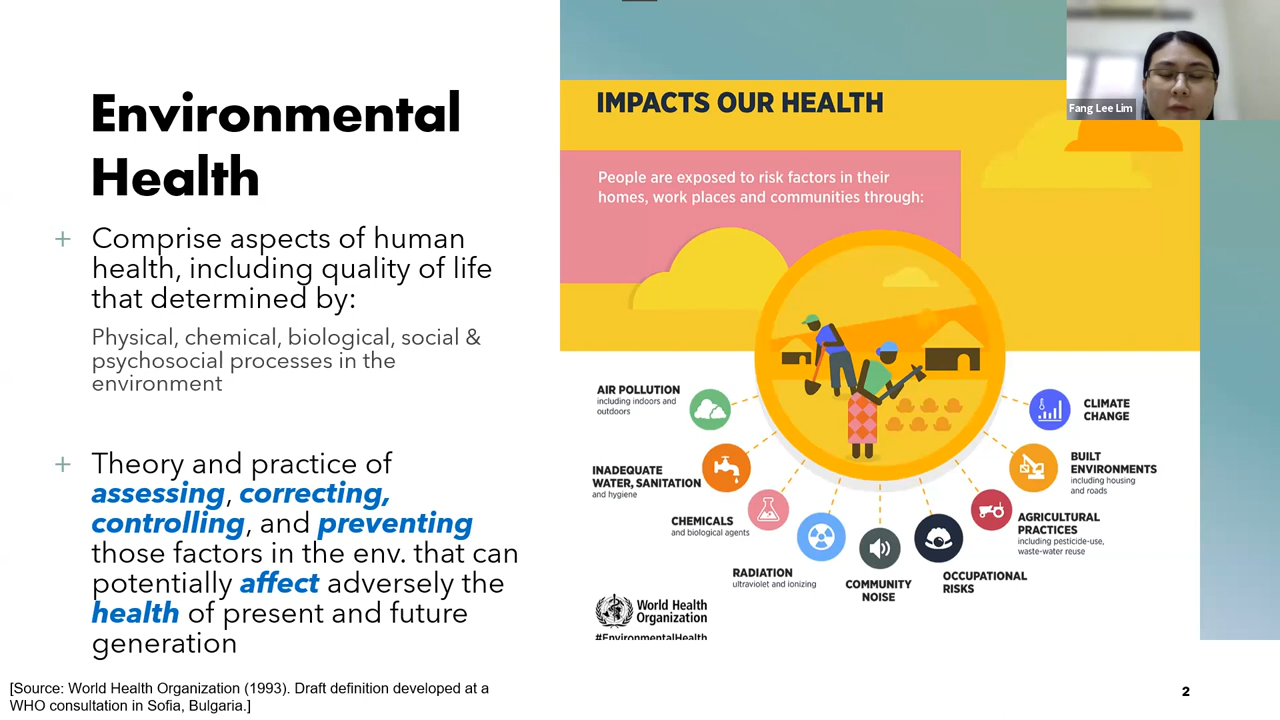 Environmental
Health
+ Comprise aspects of human
health, including quality of life
that determined by:
Physical, chemical, biological, social &
psychosocial processes in the
environment
+ Theory and practice of
assessing, correcting,
controlling, and preventing
those factors in the env. that can
potentially affect adversely the
health of present and future
generation
[Source: World Health Organization (1993). Draft definition developed at a
WHO consultation in Sofia, Bulgaria.]
IMPACTS OUR HEALTH
People are exposed to risk factors in their
homes, work places and communities through:
AIR POLLUTION
including indoors and
outdoors
INADEQUATE
WATER, SANITATION
and hygiene
CHEMICALS
and biological agents
RADIATION
ultraviolet and ionizing
COMMUNITY
NOISE
OCCUPATIONAL
RISKS
AGRICULTURAL
PRACTICES
including pesticide-use,
waste-water reuse
BUILT
ENVIRONMENTS
including housing
and roads
CLIMATE
CHANGE
World Health
Organization
#EnvironmentalHealth
Fang Lee Lim
2